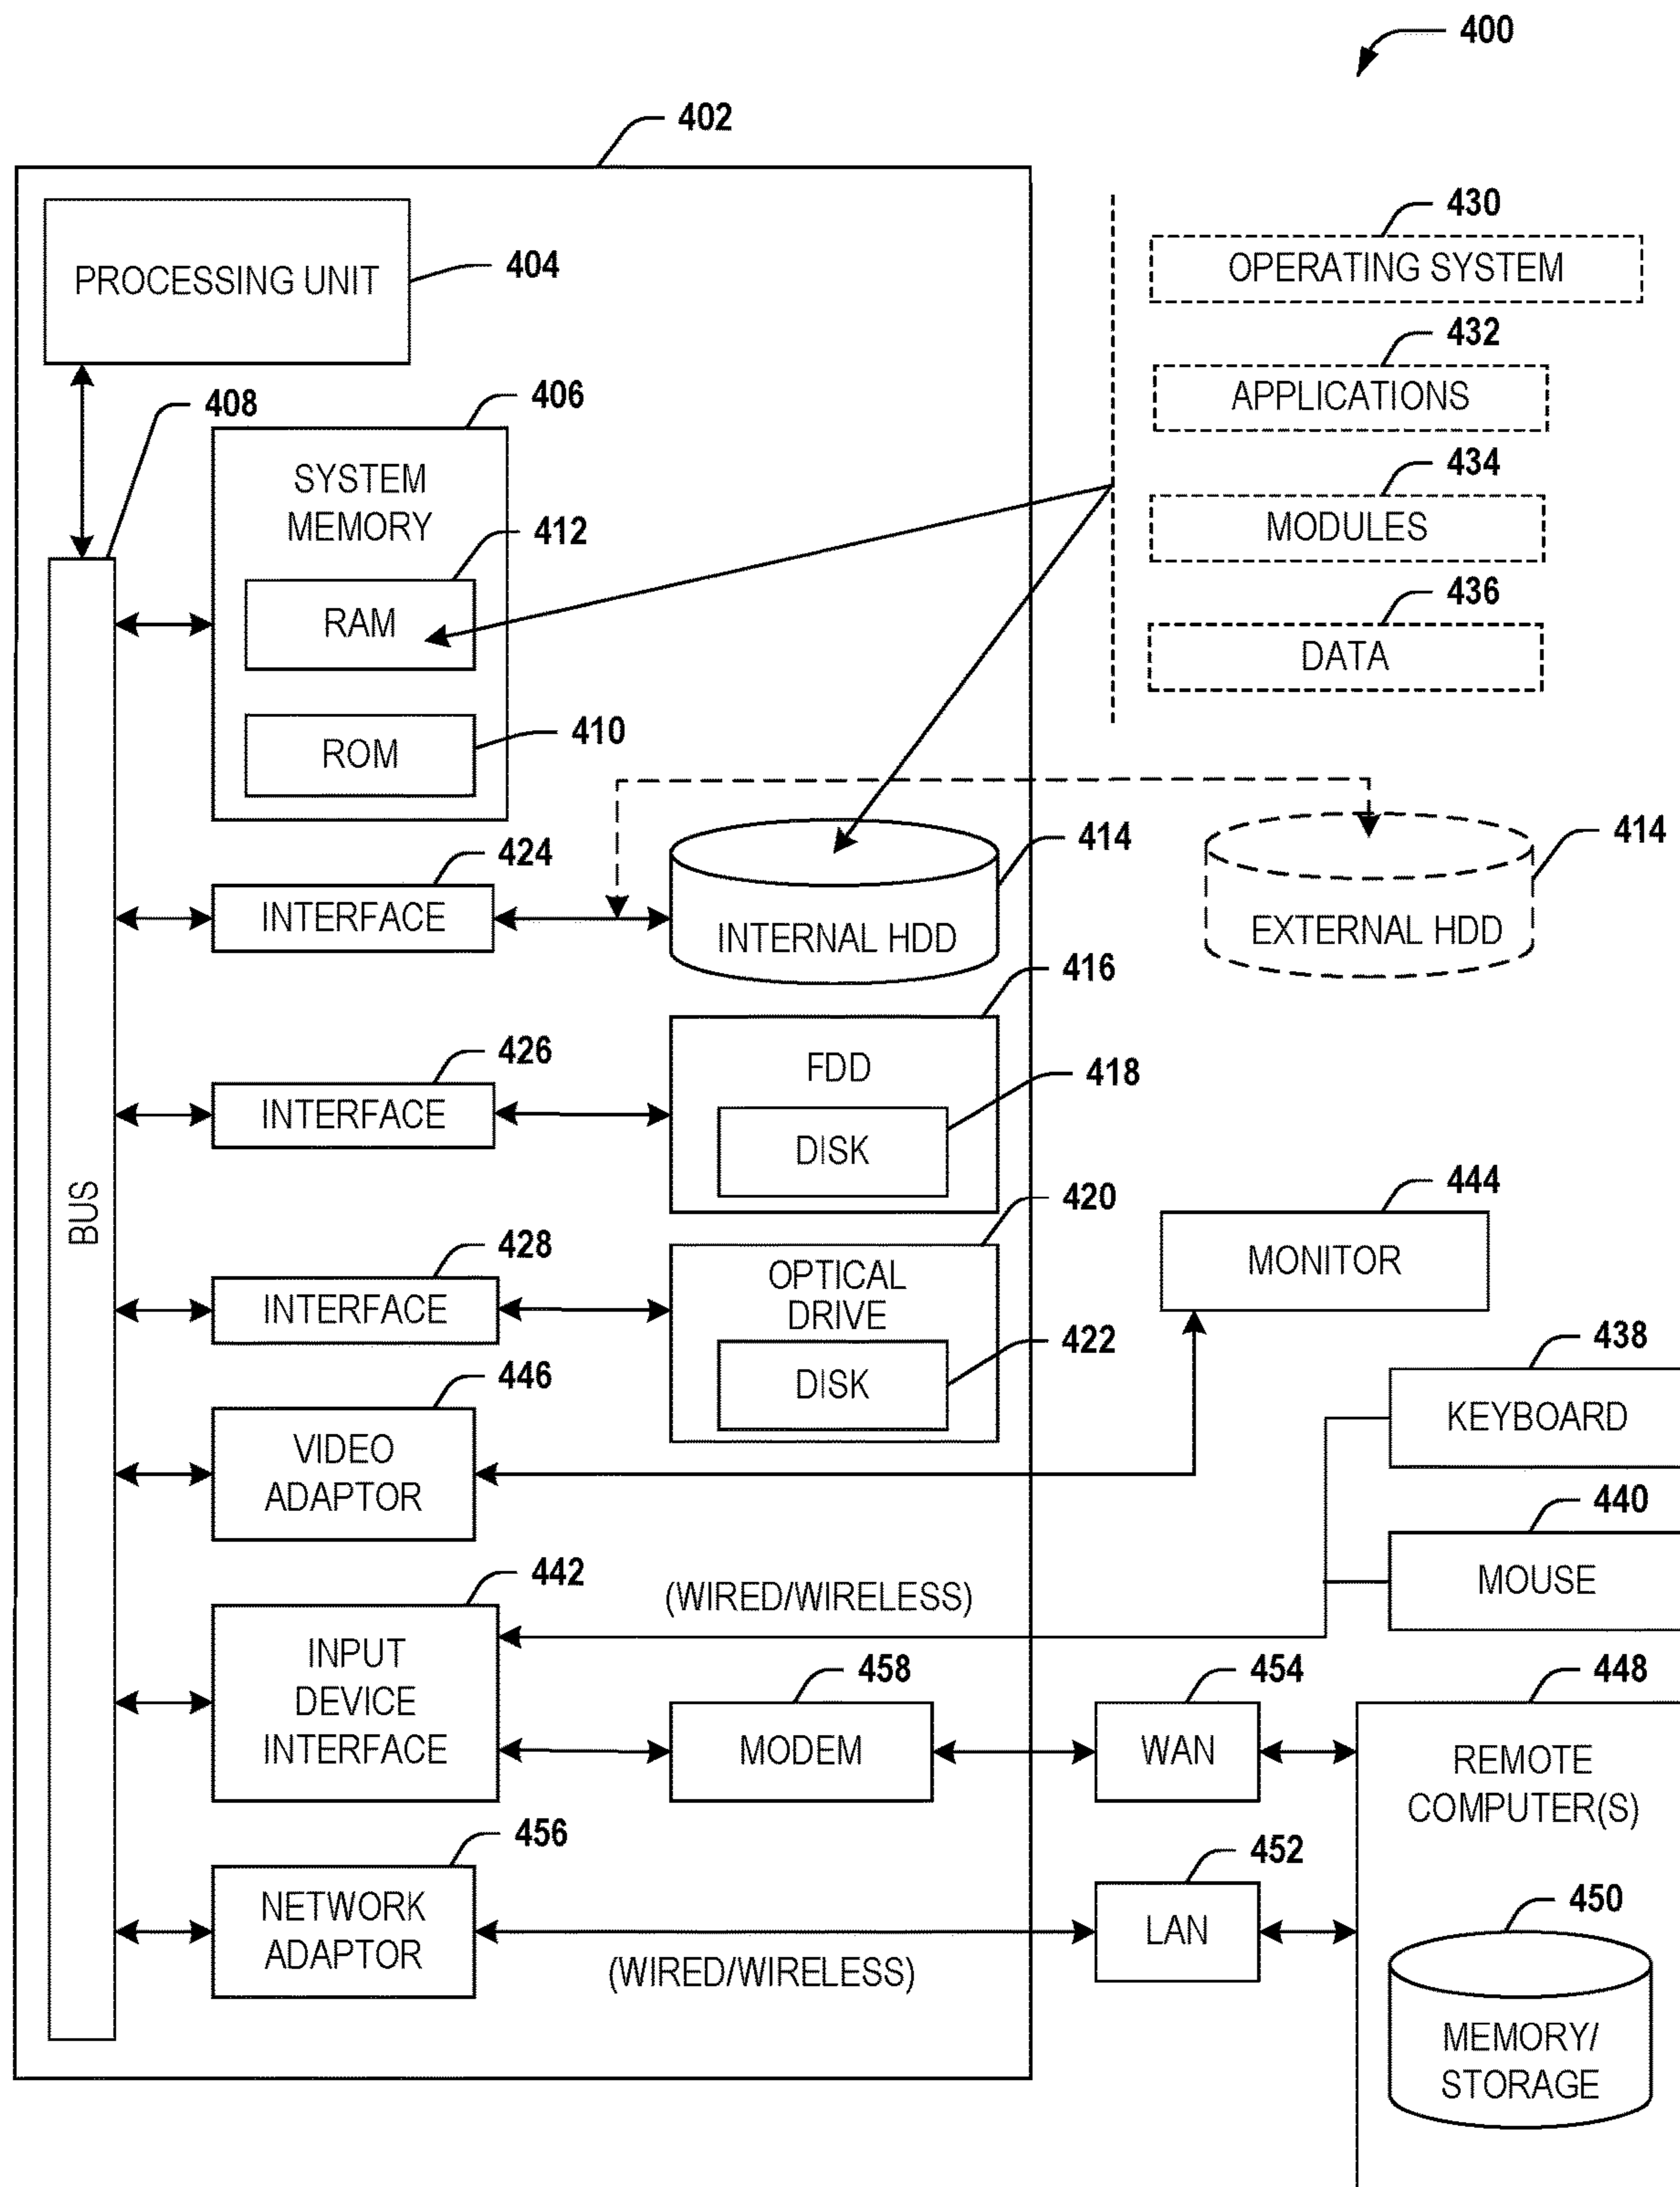 400
402
PROCESSING UNIT
404
430
OPERATING SYSTEM
432
APPLICATIONS
434
MODULES
436
DATA
408
406
SYSTEM
MEMORY
412
RAM
410
ROM
424
INTERFACE
414
INTERNAL HDD
414
EXTERNAL HDD
416
FDD
418
DISK
426
INTERFACE
BUS
420
OPTICAL
DRIVE
422
DISK
428
INTERFACE
444
MONITOR
446
VIDEO
ADAPTOR
438
KEYBOARD
440
MOUSE
442
INPUT
DEVICE
INTERFACE
(WIRED/WIRELESS)
458
MODEM
454
WAN
448
REMOTE
COMPUTER(S)
456
NETWORK
ADAPTOR
(WIRED/WIRELESS)
452
LAN
450
MEMORY/
STORAGE